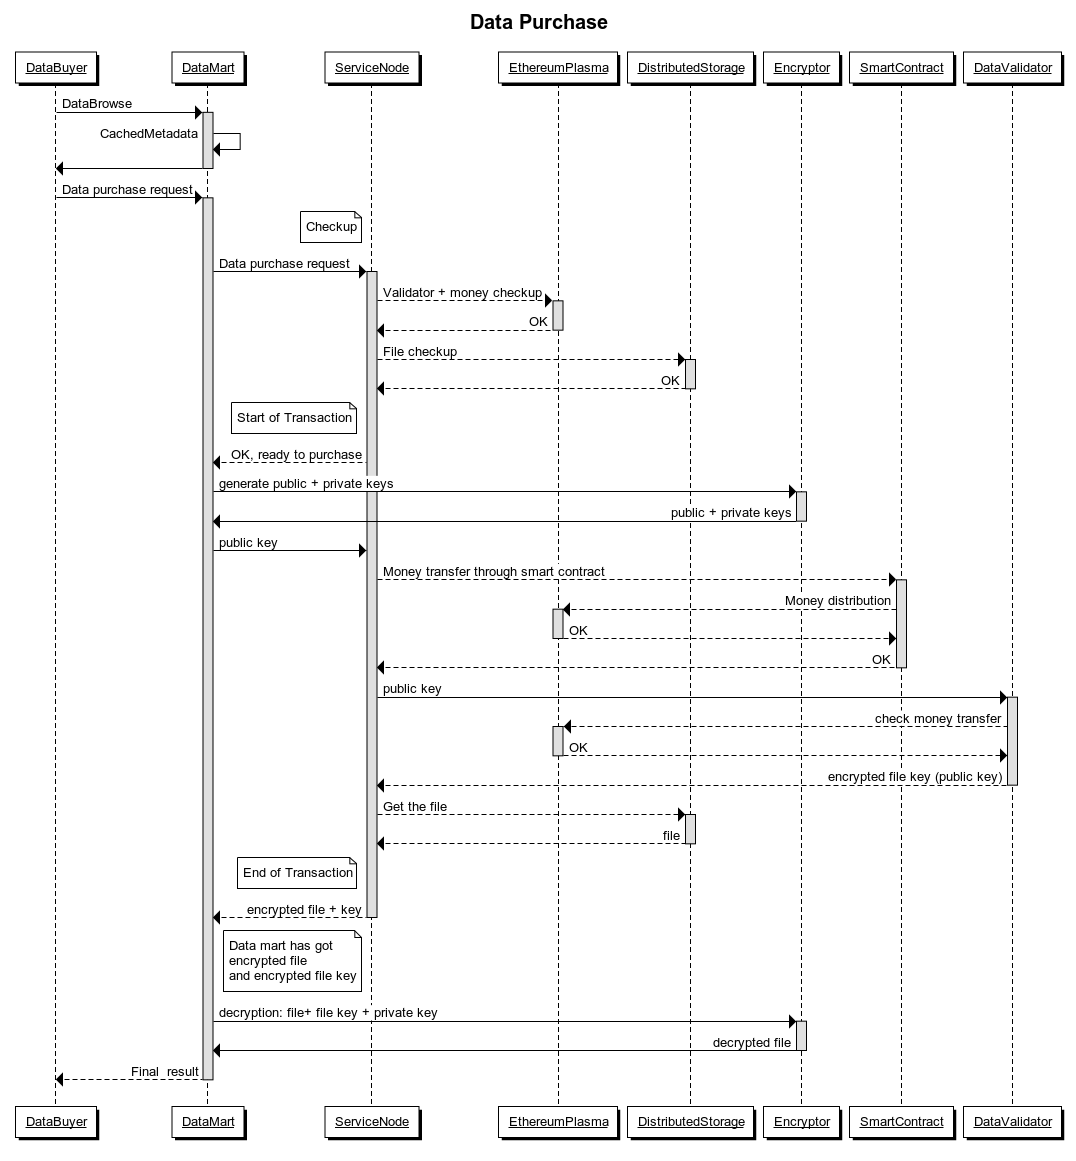 Data Purchase
DataBuyer
DataMart
ServiceNode
EthereumPlasma
DistributedStorage
Encryptor
SmartContract
DataValidator
DataBrowse
CachedMetadata
Data purchase request
Checkup
Data purchase request
Validator + money checkup
OK
File checkup
OK
Start of Transaction
OK, ready to purchase
generate public + private keys
public + private keys
public key
Money transfer through smart contract
Money distribution
OK
OK
public key
check money transfer
OK
encrypted file key (public key)
Get the file
file
End of Transaction
encrypted file + key
Data mart has got
encrypted file
and encrypted file key
decryption: file+ file key + private key
decrypted file
Final  result
DataBuyer
DataMart
ServiceNode
EthereumPlasma
DistributedStorage
Encryptor
SmartContract
DataValidator